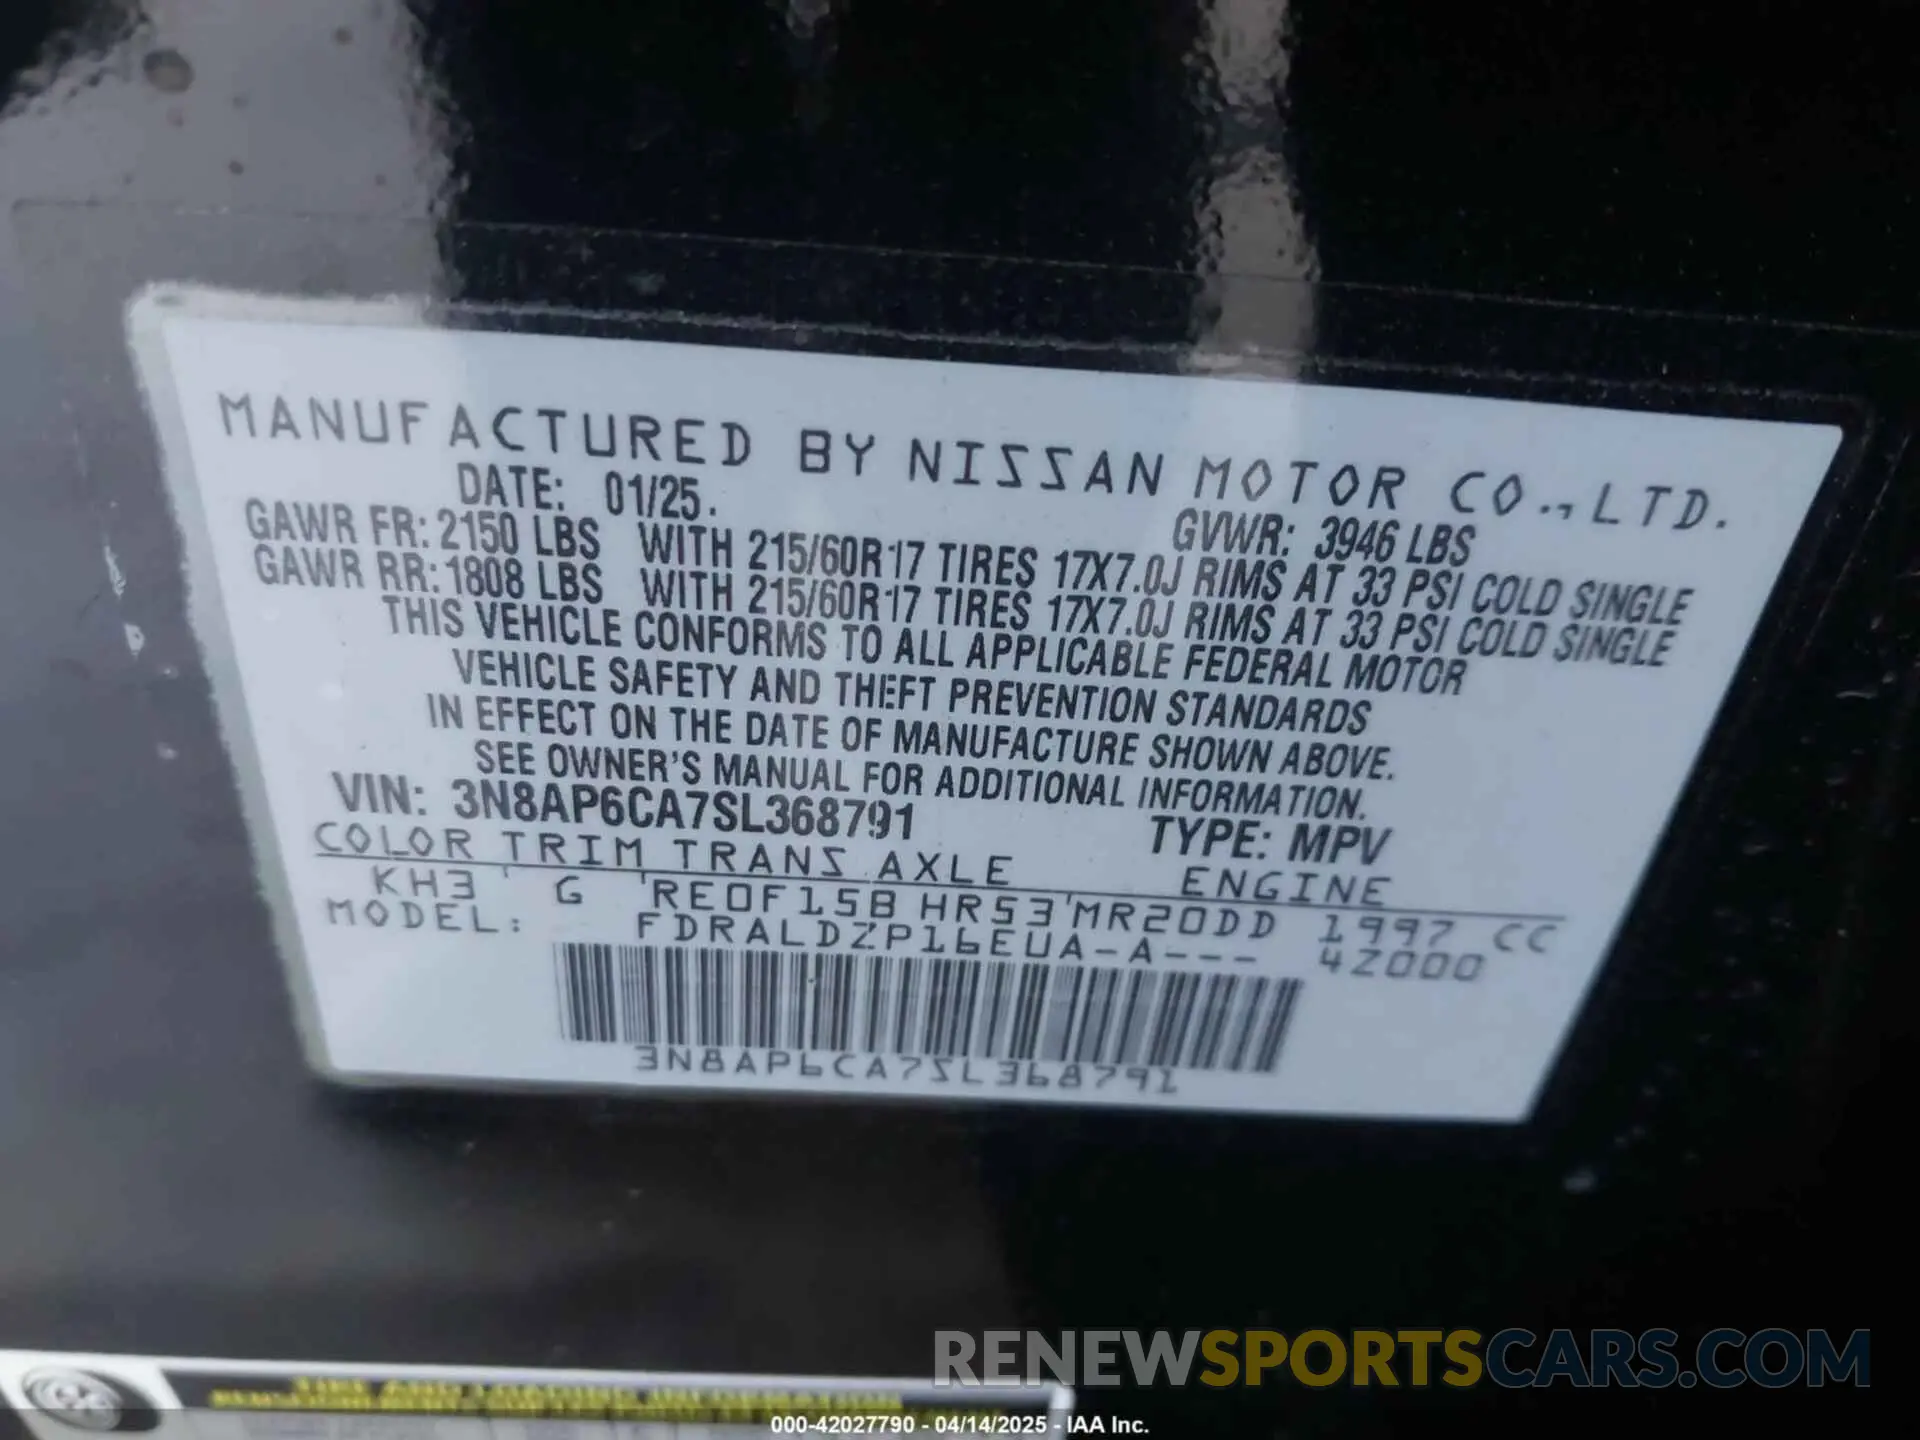 MANUFACTURED BY NISSAN MOTOR CO., LTD.
DATE: 01/25. GVWR: 3946 LBS
GAWR FR: 2150 LBS WITH 215/60R17 TIRES 17X7.0J RIMS AT 33 PSI COLD SINGLE
GAWR RR: 1808 LBS WITH 215/60R17 TIRES 17X7.0J RIMS AT 33 PSI COLD SINGLE
THIS VEHICLE CONFORMS TO ALL APPLICABLE FEDERAL MOTOR
VEHICLE SAFETY AND THEFT PREVENTION STANDARDS
IN EFFECT ON THE DATE OF MANUFACTURE SHOWN ABOVE.
SEE OWNER'S MANUAL FOR ADDITIONAL INFORMATION.
VIN: 3N8AP6CA7SL368791 TYPE: MPV
COLOR TRIM TRANS AXLE ENGINE
KH3 G RE0F15B HR53 MR20DD 1997 CC
MODEL: FDRALDZP16EUA-A--- 4Z000
3N8AP6CA7SL368791
TIRE AND LOADING INFORMATION
RENEWSPORTSCARS.COM
000-42027790 - 04/14/2025 - IAA Inc.